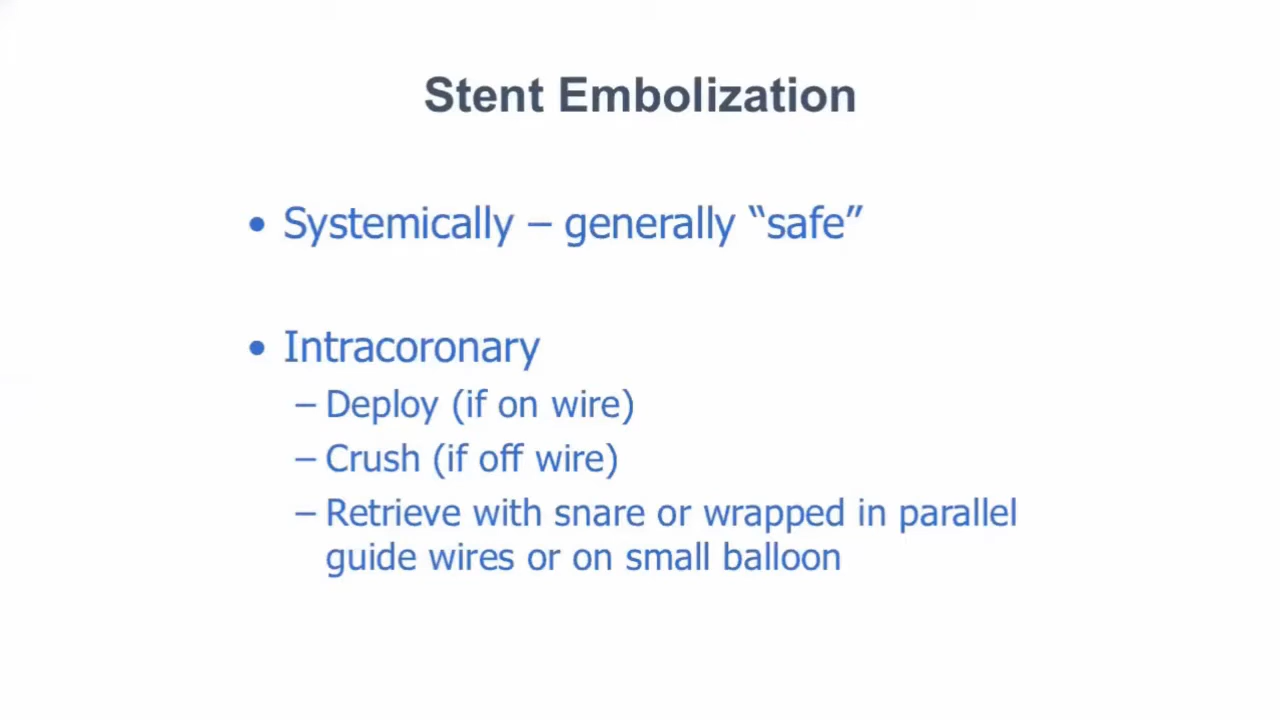 Stent Embolization
• Systemically – generally “safe”
• Intracoronary
– Deploy (if on wire)
– Crush (if off wire)
– Retrieve with snare or wrapped in parallel
guide wires or on small balloon